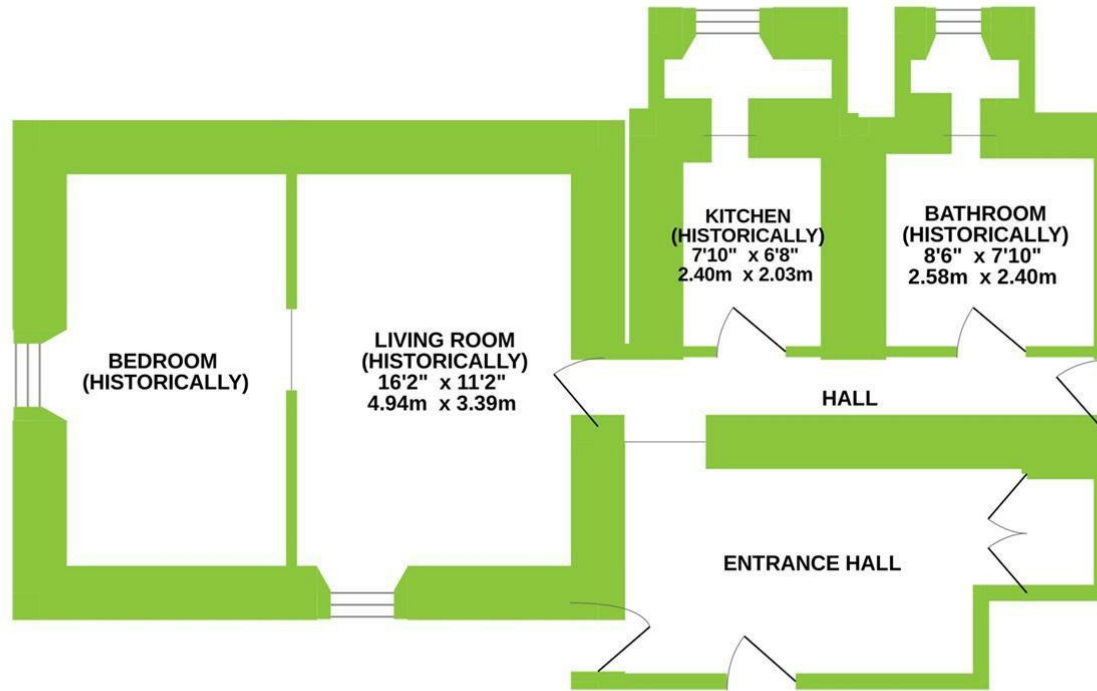 KITCHEN
(HISTORICALLY)
7'10" x 6'8"
2.40m x 2.03m
BATHROOM
(HISTORICALLY)
8'6" x 7'10"
2.58m x 2.40m
BEDROOM
(HISTORICALLY)
LIVING ROOM
(HISTORICALLY)
16'2" x 11'2"
4.94m x 3.39m
HALL
ENTRANCE HALL